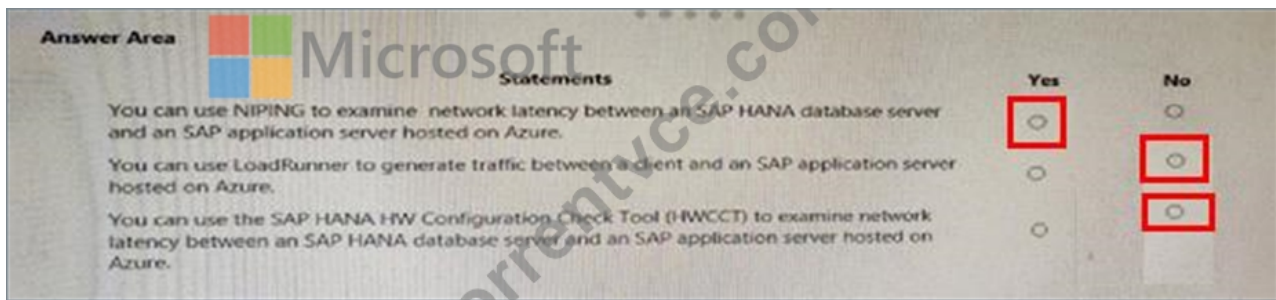 Answer Area
Microsoft
Statements Yes No
You can use NIPING to examine network latency between an SAP HANA database server
and an SAP application server hosted on Azure.
You can use LoadRunner to generate traffic between a client and an SAP application server
hosted on Azure.
You can use the SAP HANA HW Configuration Check Tool (HWCCT) to examine network
latency between an SAP HANA database server and an SAP application server hosted on
Azure.